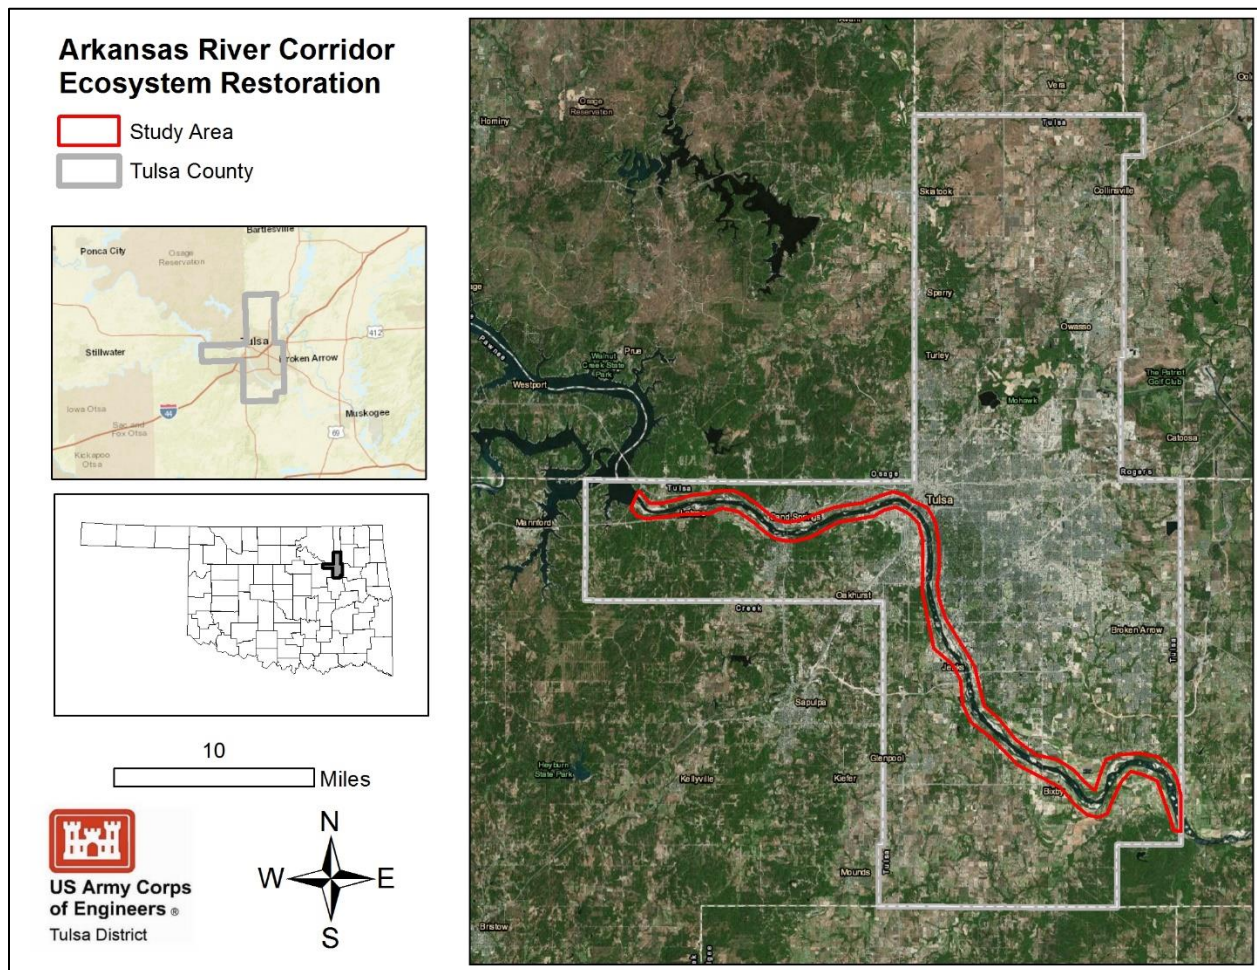 Arkansas River Corridor
Ecosystem Restoration
Study Area
Tulsa County
Bartlesville
Ponca City
Osage
Reservation
412
Tulsa
Stillwater
Broken Arrow
Iowa Otsa
44
Sac and
Fox Otsa
Muskogee
69
Kickapoo
Otsa
10
Miles
US Army Corps
of Engineers ®
Tulsa District
N
W
E
S
Vera
Osage
Reservation
Hominy
Tulsa
Skiatook
Collinsville
Sperry
Owasso
Pawnee
Walnut
Creek State
Park
Prue
Turley
Westport
The Patriot
Golf Club
Mohawk
Catoosa
Osage
Rogers
Tulsa
Tulsa
Mannford
Sand Springs
Oakhurst
Creek
Broken Arrow
Tulsa
Jenks
Sapulpa
Glenpool
Heyburn
State Park
Kellyville
Kiefer
Bixby
Mounds
Tulsa
Bristow